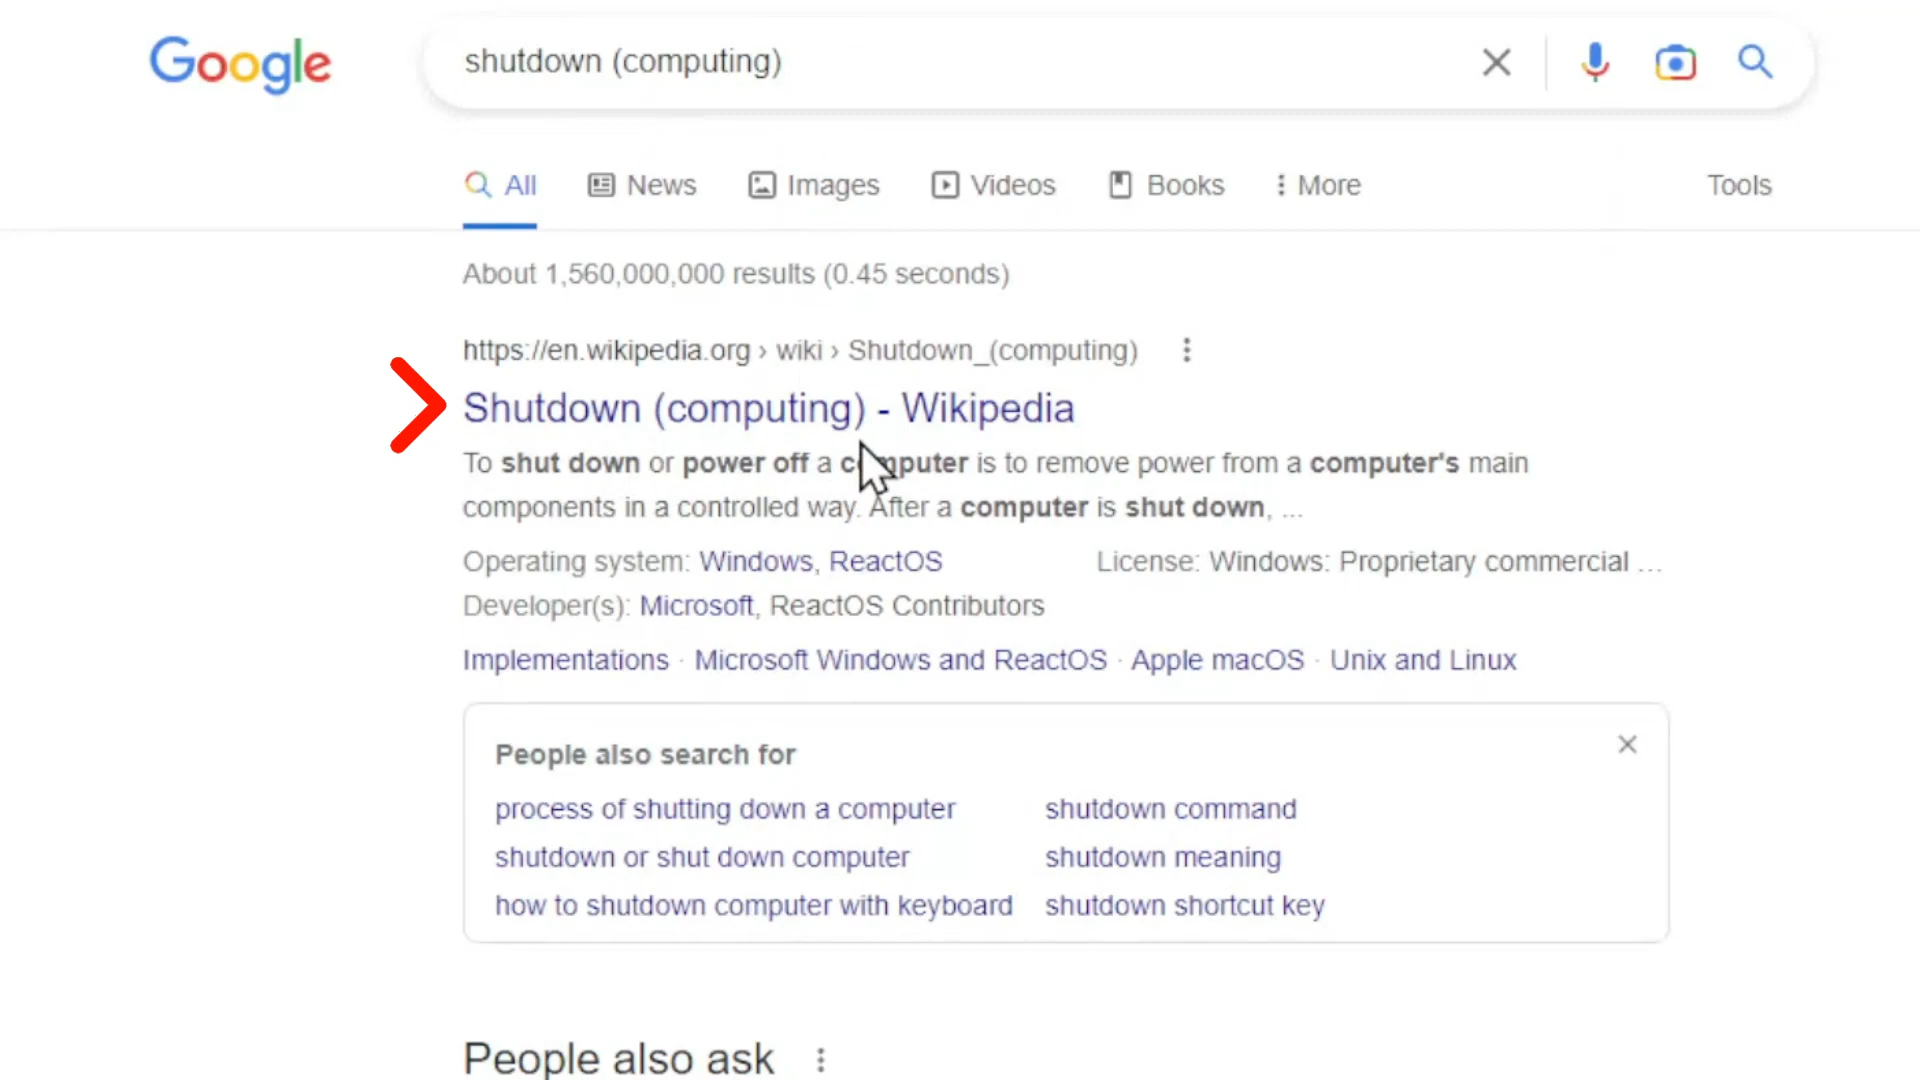 Google
shutdown (computing)
All News Images Videos Books More Tools
About 1,560,000,000 results (0.45 seconds)
https://en.wikipedia.org › wiki › Shutdown_(computing)
Shutdown (computing) - Wikipedia
To shut down or power off a computer is to remove power from a computer's main
components in a controlled way. After a computer is shut down, ...
Operating system: Windows, ReactOS License: Windows: Proprietary commercial ...
Developer(s): Microsoft, ReactOS Contributors
Implementations · Microsoft Windows and ReactOS · Apple macOS · Unix and Linux
People also search for
process of shutting down a computer shutdown command
shutdown or shut down computer shutdown meaning
how to shutdown computer with keyboard shutdown shortcut key
People also ask